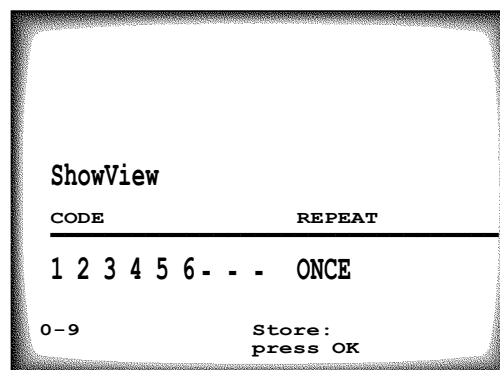 ShowView
CODE REPEAT
1 2 3 4 5 6 - - - ONCE
0-9 Store:
press OK